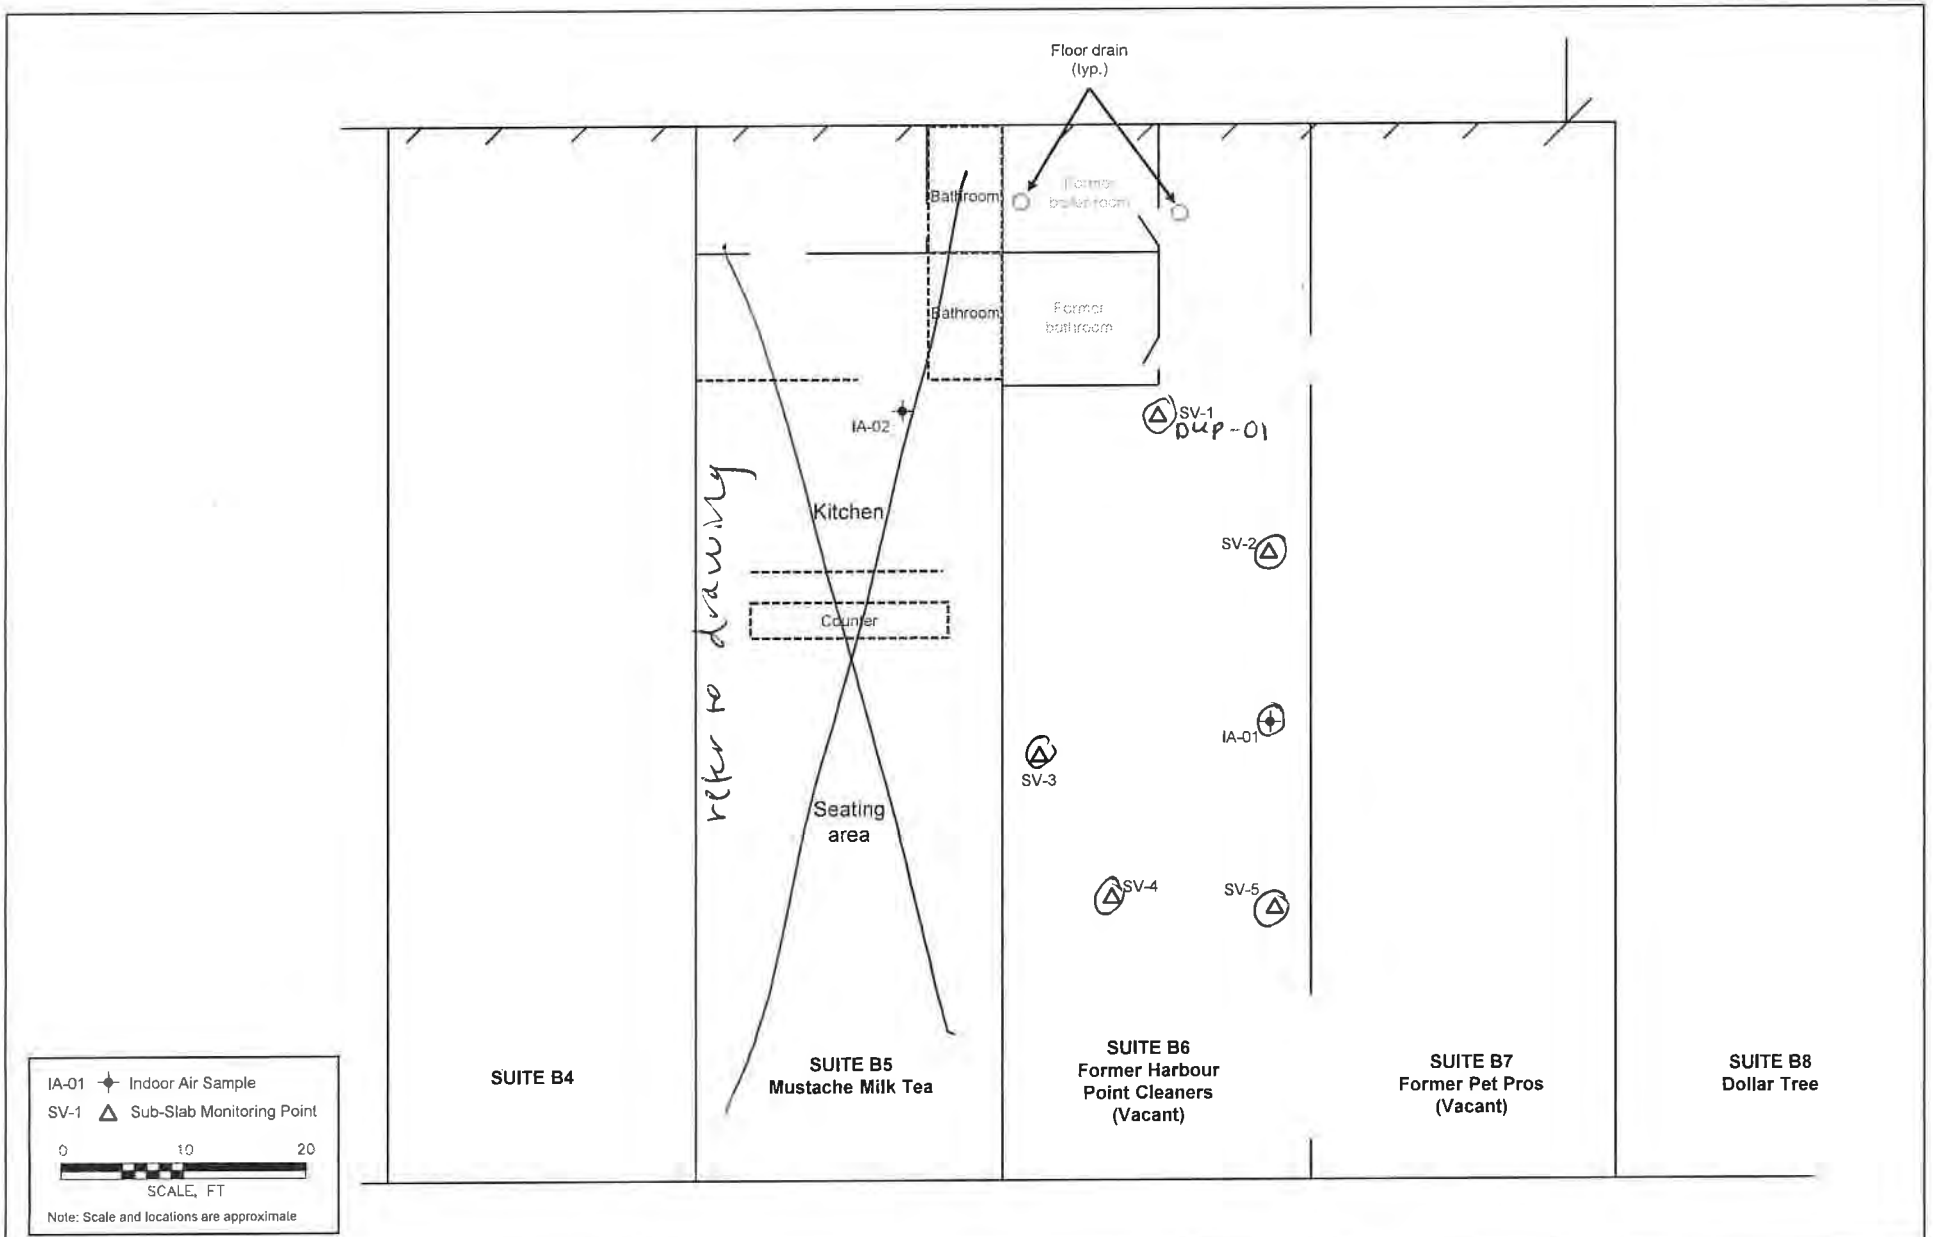 Floor drain
(typ.)
Bathroom
Former
boiler room
Bathroom
Former
bathroom
IA-02
SV-1
DUP-01
Kitchen
SV-2
refer to drawing
Counter
IA-01
SV-3
Seating
area
SV-4
SV-5
SUITE B4
SUITE B5
Mustache Milk Tea
SUITE B6
Former Harbour
Point Cleaners
(Vacant)
SUITE B7
Former Pet Pros
(Vacant)
SUITE B8
Dollar Tree
IA-01 Indoor Air Sample
SV-1 Sub-Slab Monitoring Point
0 10 20
SCALE, FT
Note: Scale and locations are approximate